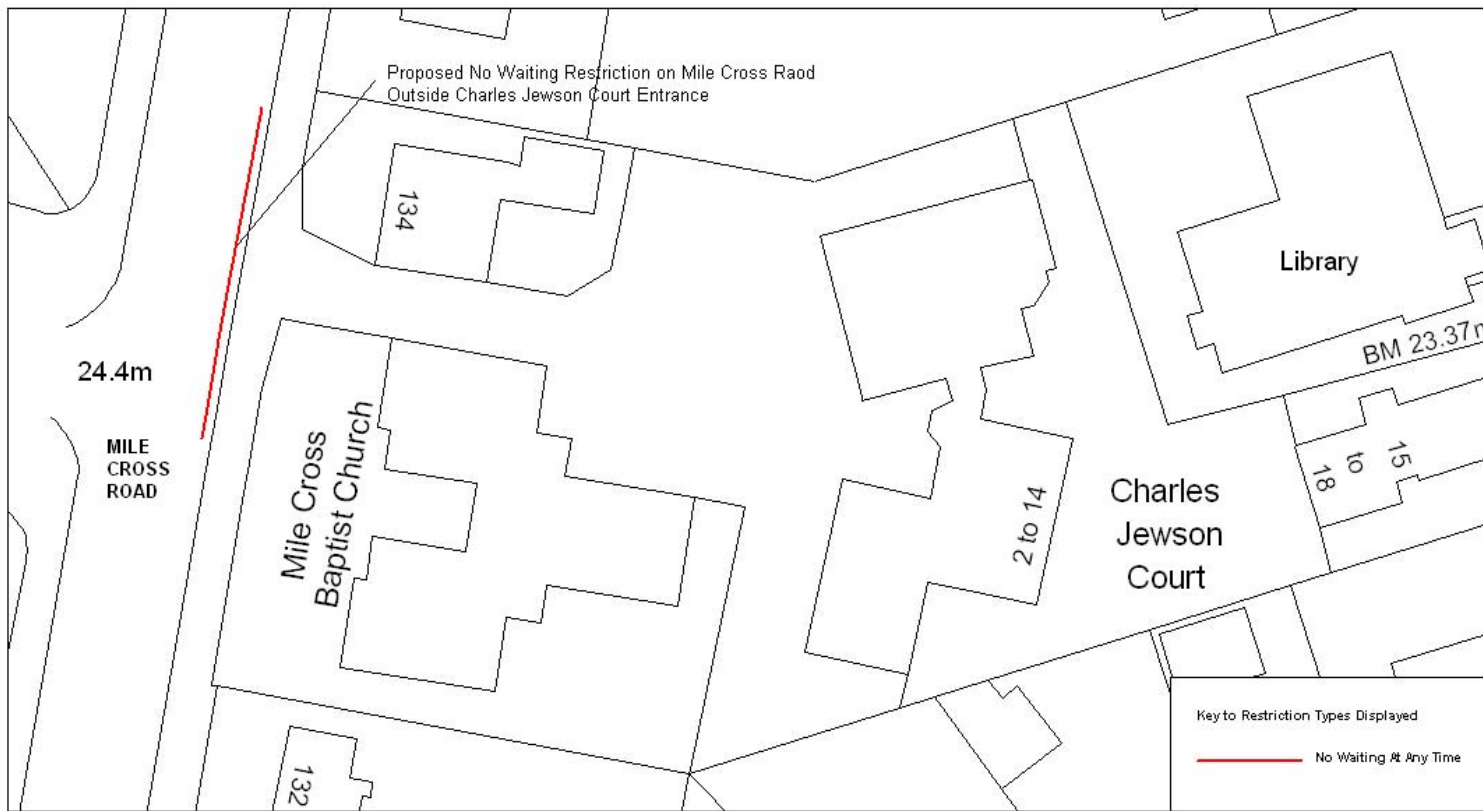 Proposed No Waiting Restriction on Mile Cross Raod
Outside Charles Jewson Court Entrance
134
Library
BM 23.37m
24.4m
MILE
CROSS
ROAD
Mile Cross
Baptist Church
2 to 14
Charles
Jewson
Court
15
to
18
132
Key to Restriction Types Displayed
No Waiting At Any Time